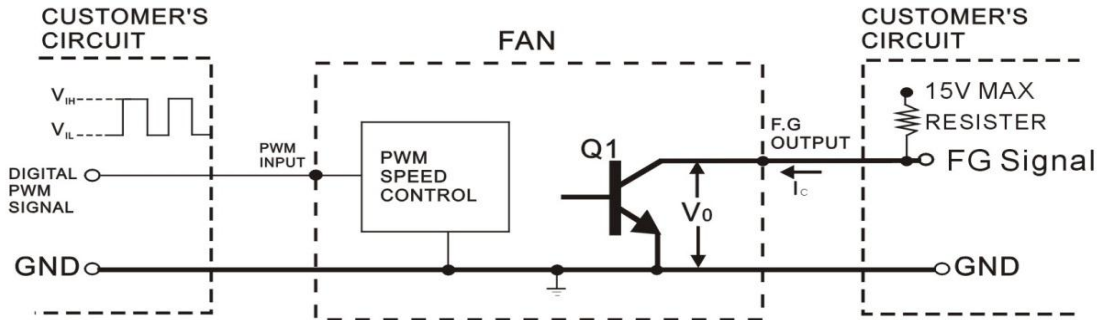 CUSTOMER'S
CIRCUIT
FAN
CUSTOMER'S
CIRCUIT
VIH
VIL
PWM
INPUT
DIGITAL
PWM
SIGNAL
PWM
SPEED
CONTROL
Q1
V0
F.G
OUTPUT
IC
15V MAX
RESISTER
FG Signal
GND
GND